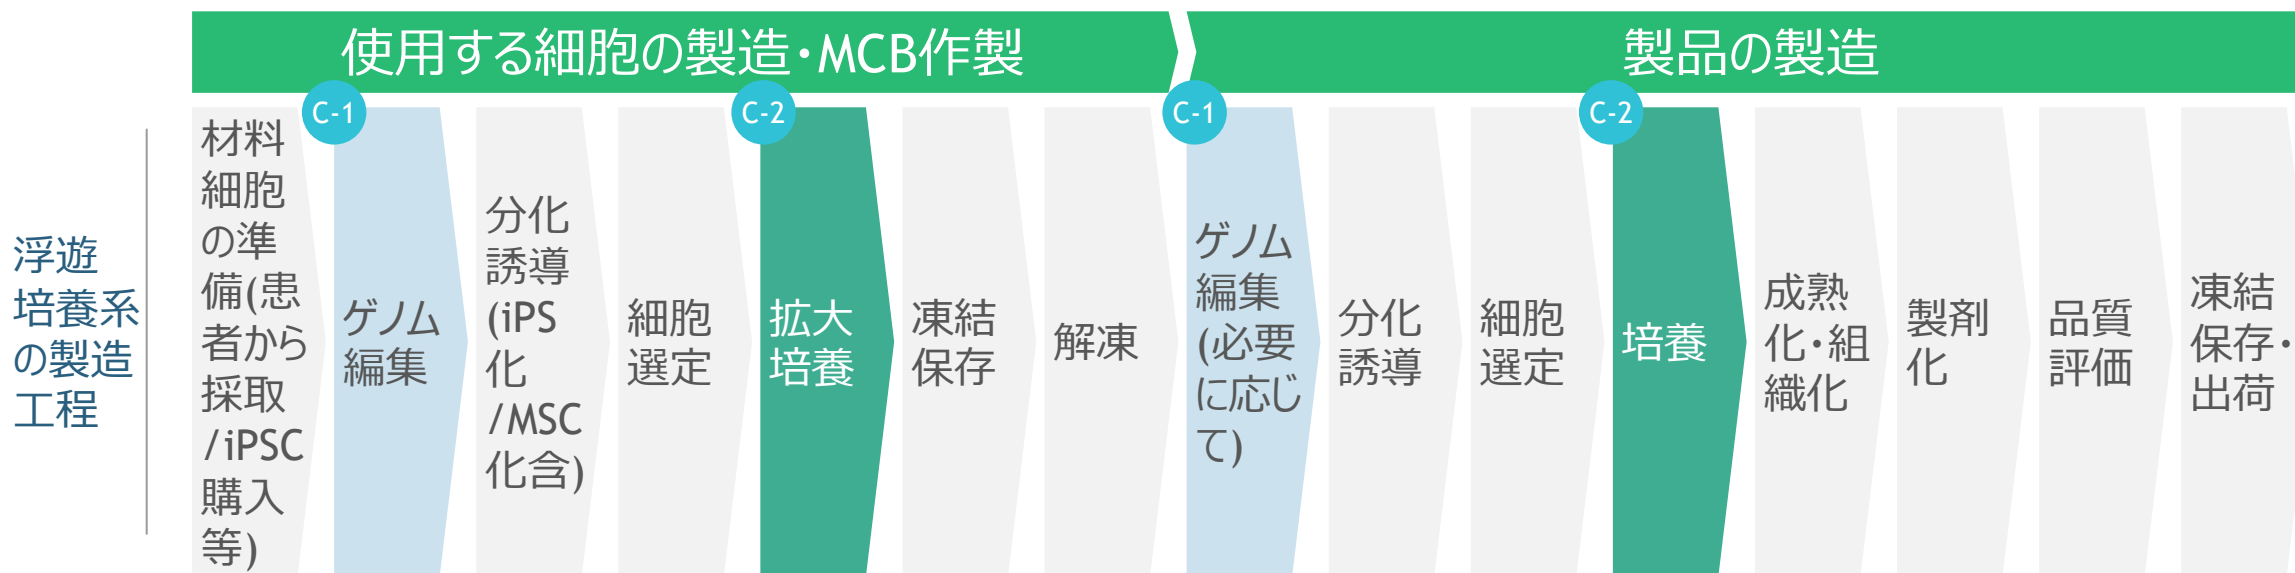 使用する細胞の製造・MCB作製
製品の製造
浮遊
培養系
の製造
工程
材料
細胞
の準
備(患
者から
採取
/iPSC
購入
等)
C-1
ゲノム
編集
分化
誘導
(iPS
化
/MSC
化含)
細胞
選定
C-2
拡大
培養
凍結
保存
解凍
C-1
ゲノム
編集
(必要
に応じ
て)
分化
誘導
細胞
選定
C-2
培養
成熟
化・組
織化
製剤
化
品質
評価
凍結
保存・
出荷